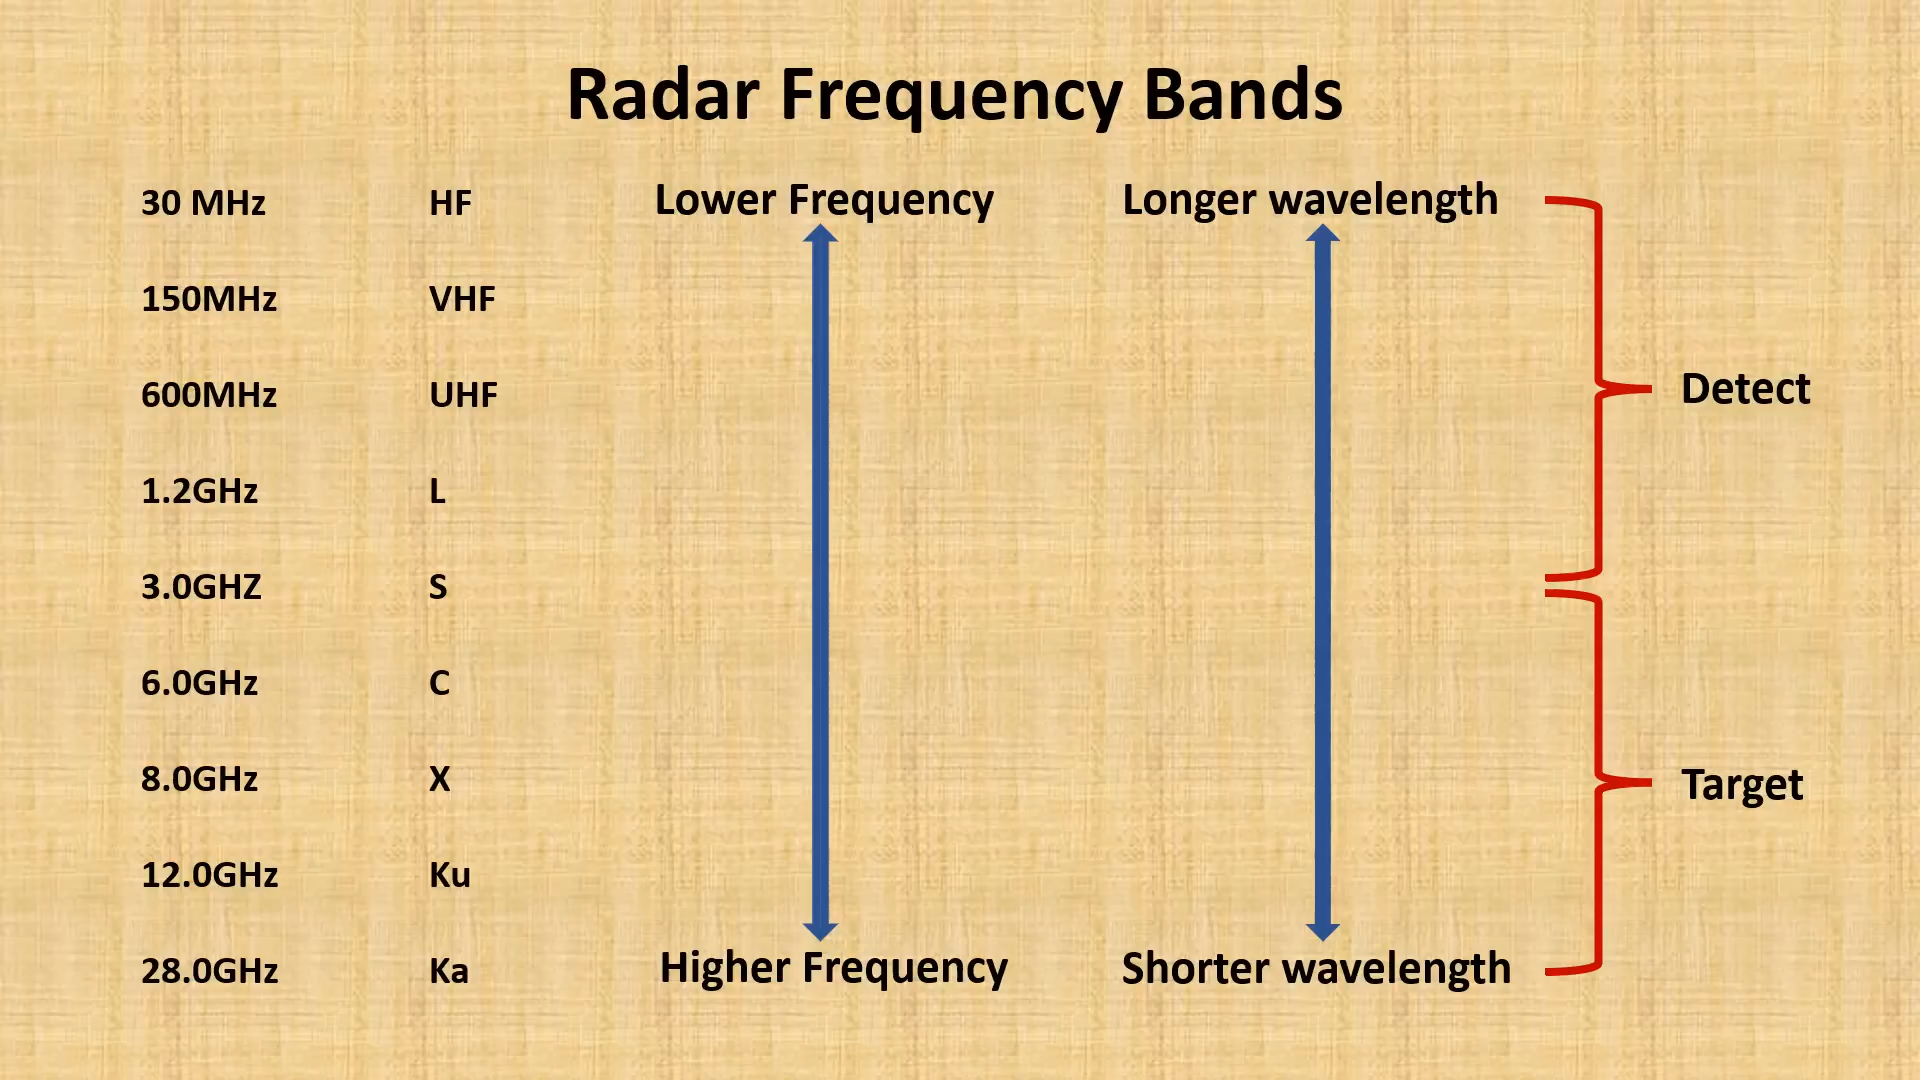 Radar Frequency Bands
30 MHz HF Lower Frequency Longer wavelength
150MHz VHF
600MHz UHF Detect
1.2GHz L
3.0GHZ S
6.0GHz C
8.0GHz X Target
12.0GHz Ku
28.0GHz Ka Higher Frequency Shorter wavelength